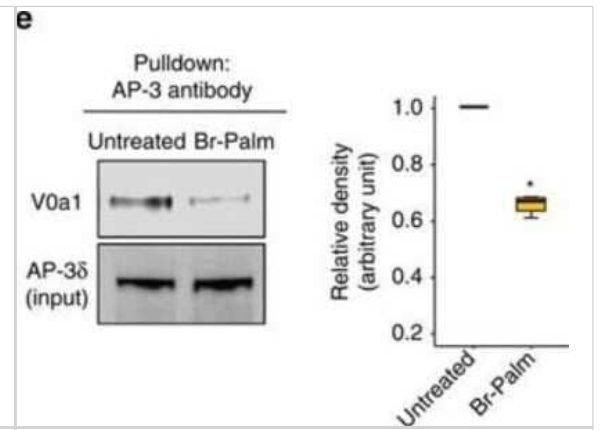 e
Pulldown:
AP-3 antibody
Untreated Br-Palm
V0a1
AP-3δ
(input)
Relative density
(arbitrary unit)
1.0
0.8
0.6
0.4
0.2
*
Untreated
Br-Palm